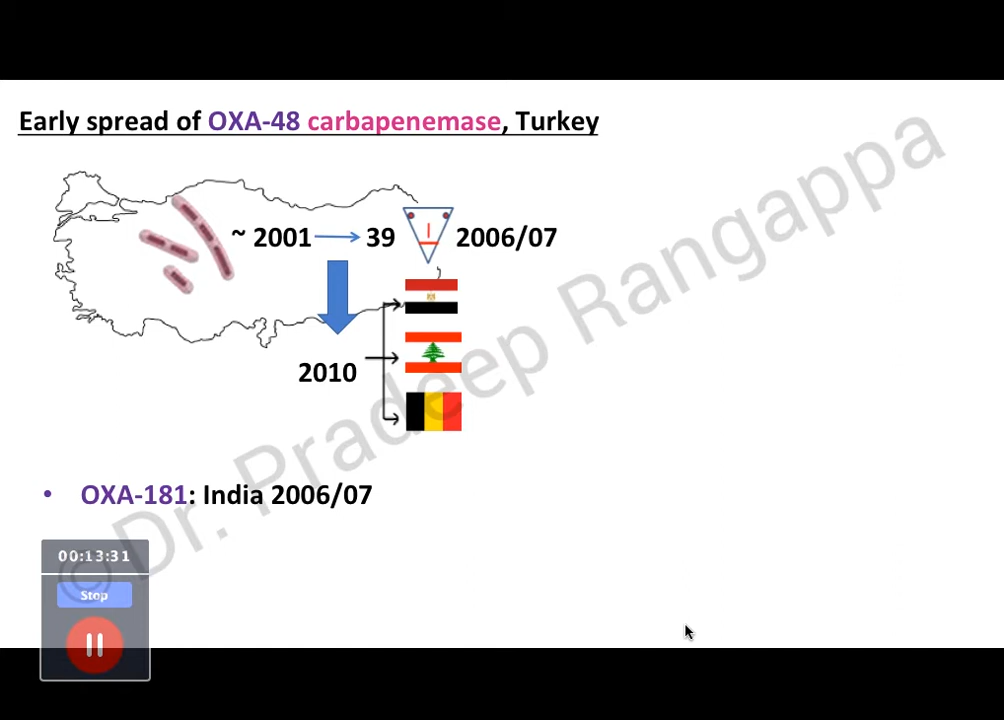 Early spread of OXA-48 carbapenemase, Turkey
~ 2001 39 2006/07
2010
• OXA-181: India 2006/07
00:13:31
Stop
© Dr. Pradeep Rangappa